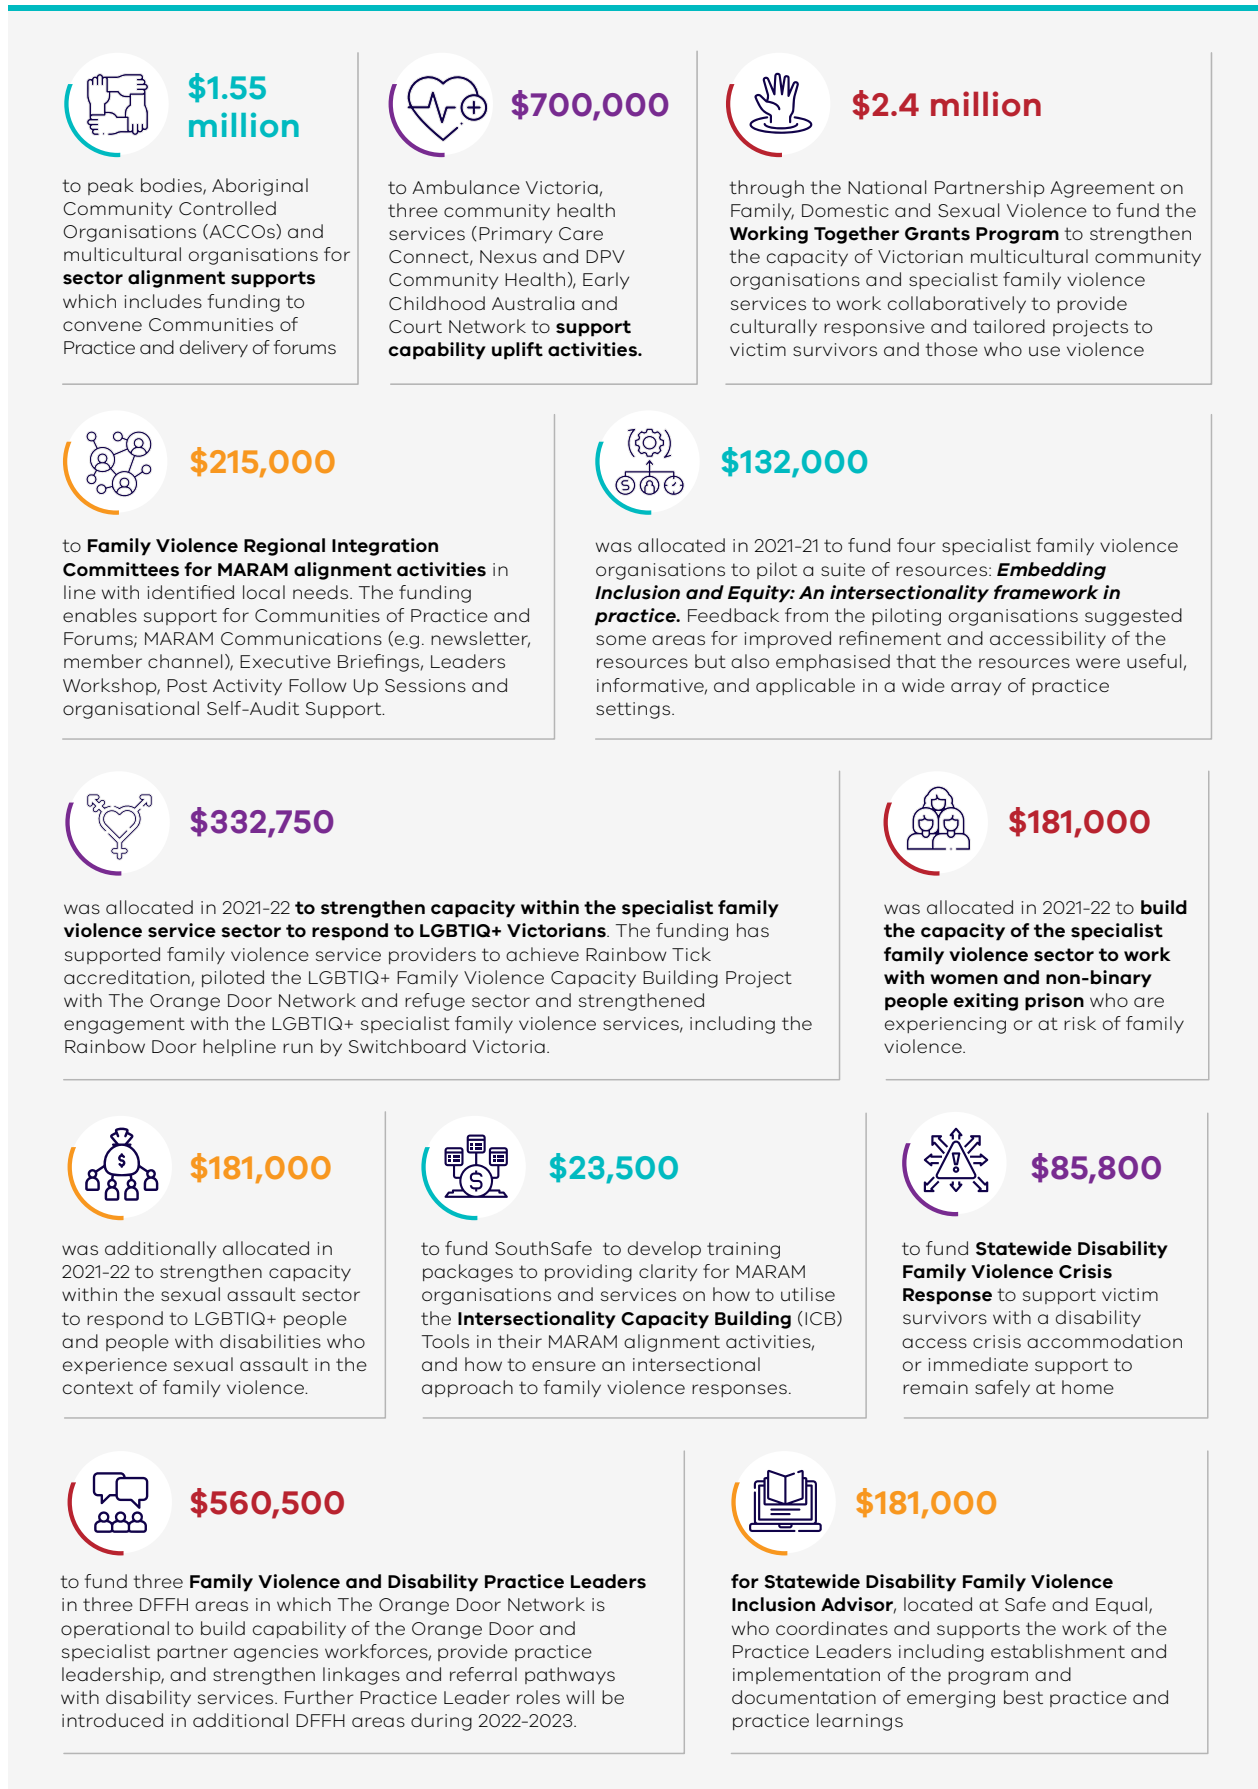 $1.55
million
to peak bodies, Aboriginal
Community Controlled
Organisations (ACCOs) and
multicultural organisations for
sector alignment supports
which includes funding to
convene Communities of
Practice and delivery of forums
$700,000
to Ambulance Victoria,
three community health
services (Primary Care
Connect, Nexus and DPV
Community Health), Early
Childhood Australia and
Court Network to support
capability uplift activities.
$2.4 million
through the National Partnership Agreement on
Family, Domestic and Sexual Violence to fund the
Working Together Grants Program to strengthen
the capacity of Victorian multicultural community
organisations and specialist family violence
services to work collaboratively to provide
culturally responsive and tailored projects to
victim survivors and those who use violence
$215,000
to Family Violence Regional Integration
Committees for MARAM alignment activities in
line with identified local needs. The funding
enables support for Communities of Practice and
Forums; MARAM Communications (e.g. newsletter,
member channel), Executive Briefings, Leaders
Workshop, Post Activity Follow Up Sessions and
organisational Self-Audit Support.
$132,000
was allocated in 2021-21 to fund four specialist family violence
organisations to pilot a suite of resources: Embedding
Inclusion and Equity: An intersectionality framework in
practice. Feedback from the piloting organisations suggested
some areas for improved refinement and accessibility of the
resources but also emphasised that the resources were useful,
informative, and applicable in a wide array of practice
settings.
$332,750
was allocated in 2021-22 to strengthen capacity within the specialist family
violence service sector to respond to LGBTIQ+ Victorians. The funding has
supported family violence service providers to achieve Rainbow Tick
accreditation, piloted the LGBTIQ+ Family Violence Capacity Building Project
with The Orange Door Network and refuge sector and strengthened
engagement with the LGBTIQ+ specialist family violence services, including the
Rainbow Door helpline run by Switchboard Victoria.
$181,000
was allocated in 2021-22 to build
the capacity of the specialist
family violence sector to work
with women and non-binary
people exiting prison who are
experiencing or at risk of family
violence.
$181,000
was additionally allocated in
2021-22 to strengthen capacity
within the sexual assault sector
to respond to LGBTIQ+ people
and people with disabilities who
experience sexual assault in the
context of family violence.
$23,500
to fund SouthSafe to develop training
packages to providing clarity for MARAM
organisations and services on how to utilise
the Intersectionality Capacity Building (ICB)
Tools in their MARAM alignment activities,
and how to ensure an intersectional
approach to family violence responses.
$85,800
to fund Statewide Disability
Family Violence Crisis
Response to support victim
survivors with a disability
access crisis accommodation
or immediate support to
remain safely at home
$560,500
to fund three Family Violence and Disability Practice Leaders
in three DFFH areas in which The Orange Door Network is
operational to build capability of the Orange Door and
specialist partner agencies workforces, provide practice
leadership, and strengthen linkages and referral pathways
with disability services. Further Practice Leader roles will be
introduced in additional DFFH areas during 2022-2023.
$181,000
for Statewide Disability Family Violence
Inclusion Advisor, located at Safe and Equal,
who coordinates and supports the work of the
Practice Leaders including establishment and
implementation of the program and
documentation of emerging best practice and
practice learnings